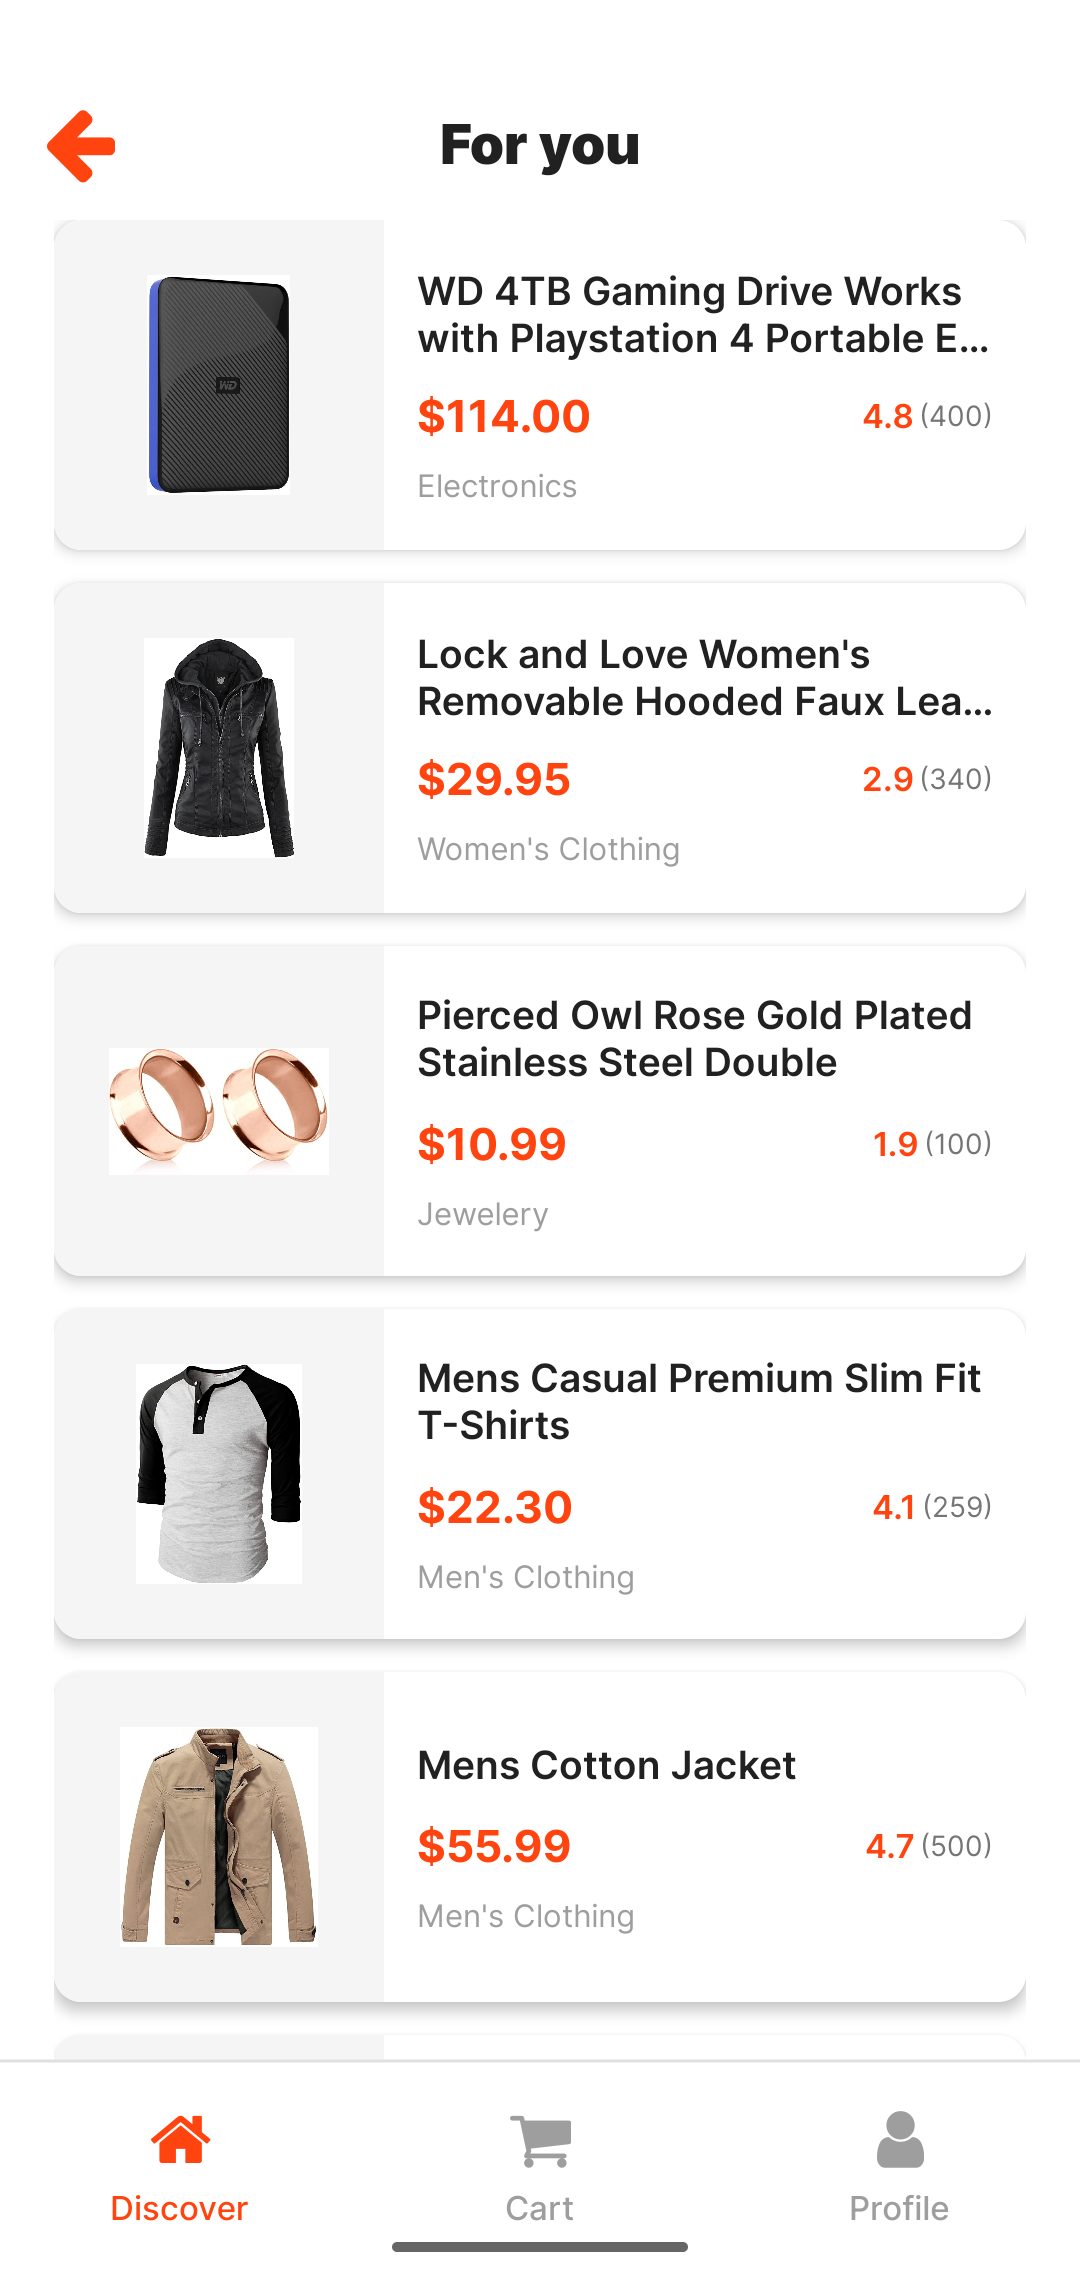 For you
WD 4TB Gaming Drive Works
with Playstation 4 Portable E...
$114.00 4.8 (400)
Electronics
WD
Lock and Love Women's
Removable Hooded Faux Lea...
$29.95 2.9 (340)
Women's Clothing
Pierced Owl Rose Gold Plated
Stainless Steel Double
$10.99 1.9 (100)
Jewelery
Mens Casual Premium Slim Fit
T-Shirts
$22.30 4.1 (259)
Men's Clothing
Mens Cotton Jacket
$55.99 4.7 (500)
Men's Clothing
Discover Cart Profile